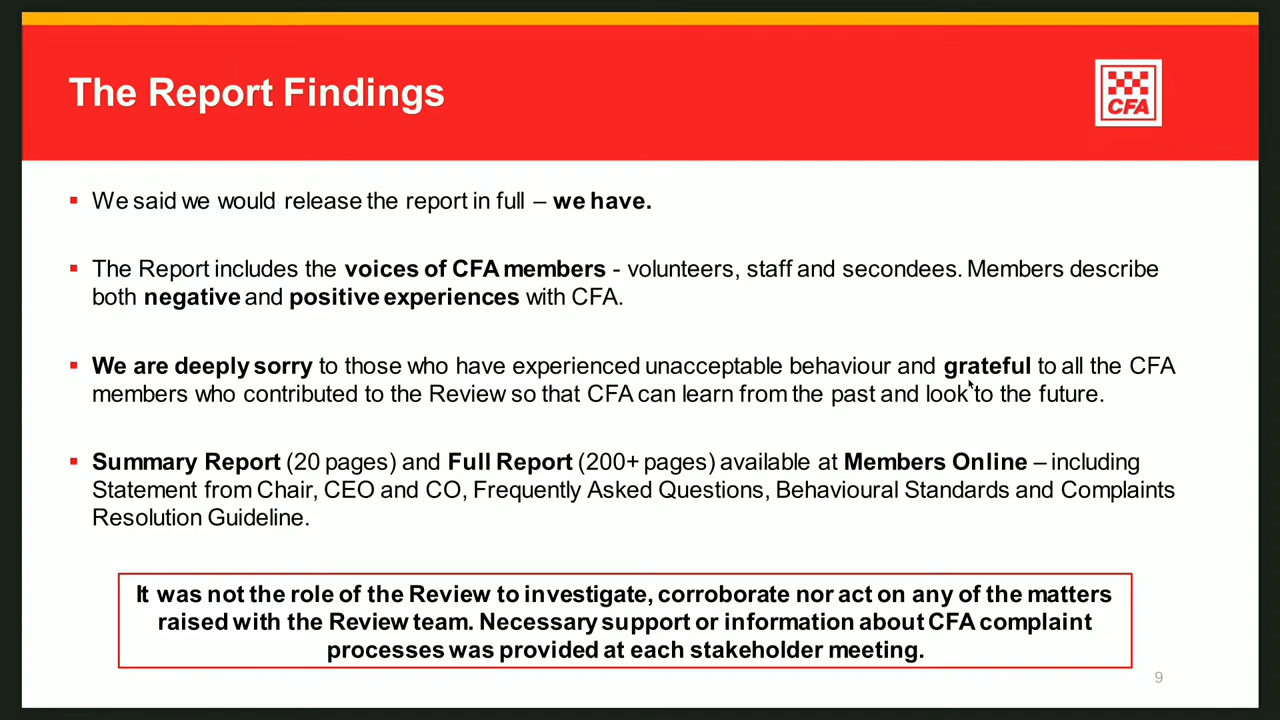 The Report Findings
CFA
▪ We said we would release the report in full – we have.
▪ The Report includes the voices of CFA members - volunteers, staff and secondees. Members describe
both negative and positive experiences with CFA.
▪ We are deeply sorry to those who have experienced unacceptable behaviour and grateful to all the CFA
members who contributed to the Review so that CFA can learn from the past and look to the future.
▪ Summary Report (20 pages) and Full Report (200+ pages) available at Members Online – including
Statement from Chair, CEO and CO, Frequently Asked Questions, Behavioural Standards and Complaints
Resolution Guideline.
It was not the role of the Review to investigate, corroborate nor act on any of the matters
raised with the Review team. Necessary support or information about CFA complaint
processes was provided at each stakeholder meeting.
9